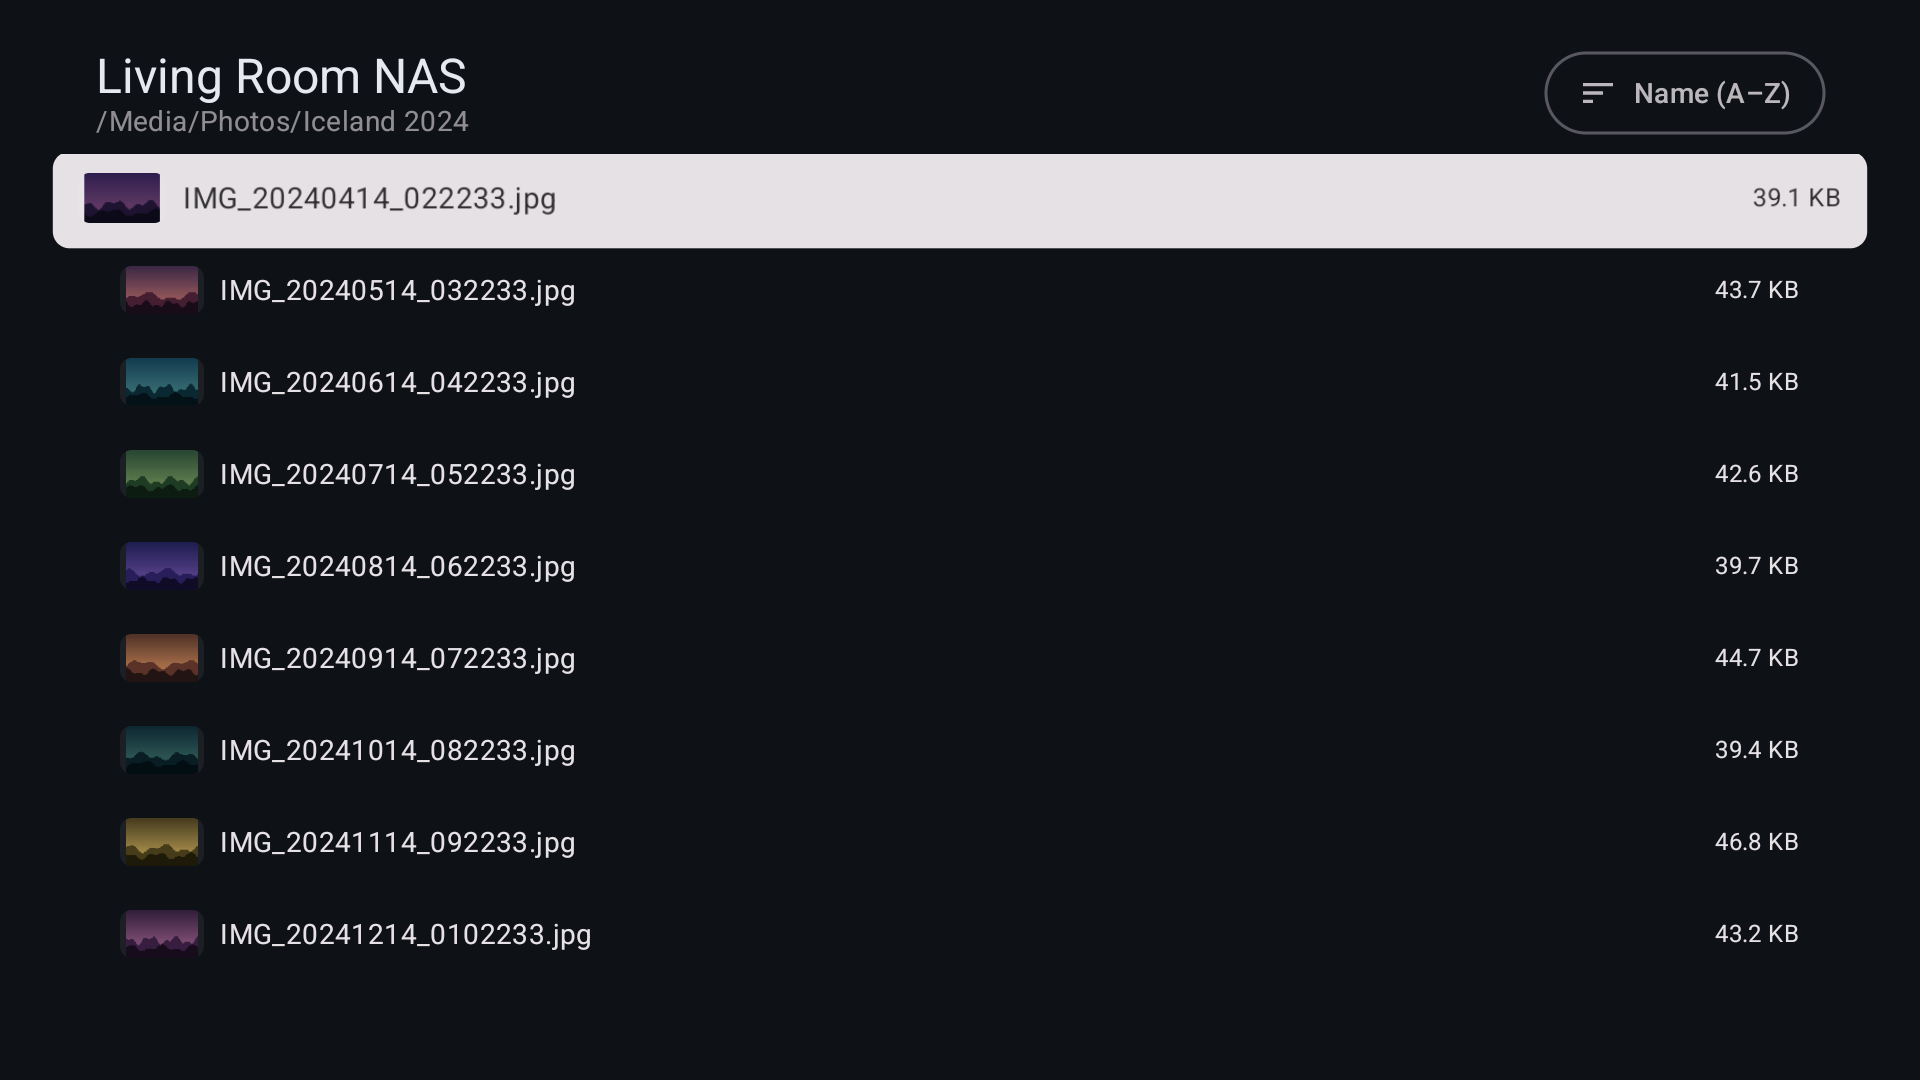 Living Room NAS
/Media/Photos/Iceland 2024
Name (A–Z)
IMG_20240414_022233.jpg 39.1 KB
IMG_20240514_032233.jpg 43.7 KB
IMG_20240614_042233.jpg 41.5 KB
IMG_20240714_052233.jpg 42.6 KB
IMG_20240814_062233.jpg 39.7 KB
IMG_20240914_072233.jpg 44.7 KB
IMG_20241014_082233.jpg 39.4 KB
IMG_20241114_092233.jpg 46.8 KB
IMG_20241214_0102233.jpg 43.2 KB